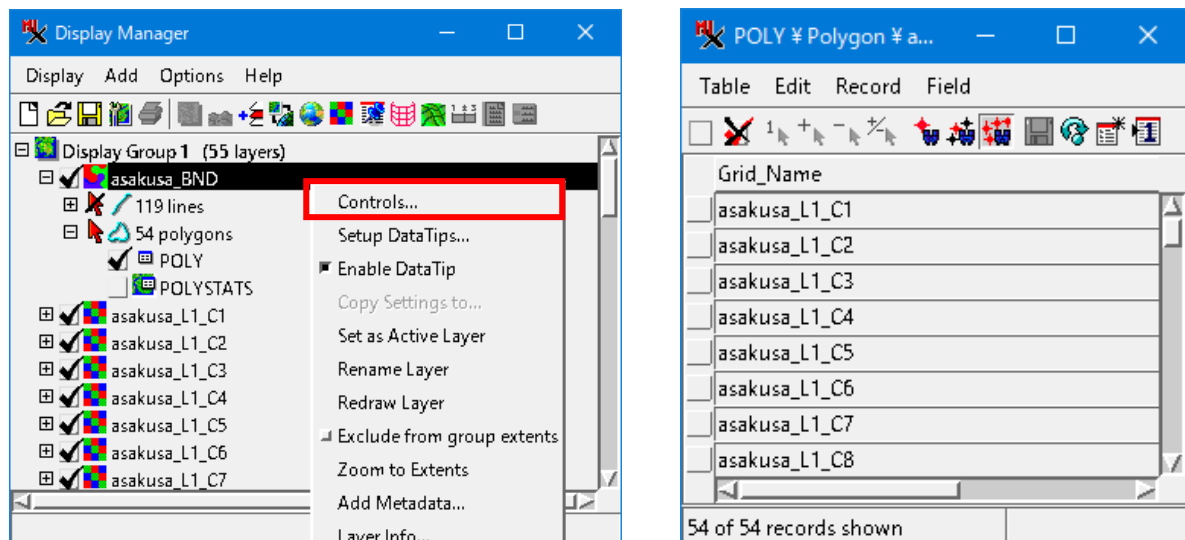 Display Manager
Display Add Options Help
Display Group 1 (55 layers)
asakusa_BND
119 lines
54 polygons
POLY
POLYSTATS
asakusa_L1_C1
asakusa_L1_C2
asakusa_L1_C3
asakusa_L1_C4
asakusa_L1_C5
asakusa_L1_C6
asakusa_L1_C7
Controls...
Setup DataTips...
Enable DataTip
Copy Settings to...
Set as Active Layer
Rename Layer
Redraw Layer
Exclude from group extents
Zoom to Extents
Add Metadata...
Layer Info...
POLY ¥ Polygon ¥ a...
Table Edit Record Field
Grid_Name
asakusa_L1_C1
asakusa_L1_C2
asakusa_L1_C3
asakusa_L1_C4
asakusa_L1_C5
asakusa_L1_C6
asakusa_L1_C7
asakusa_L1_C8
54 of 54 records shown